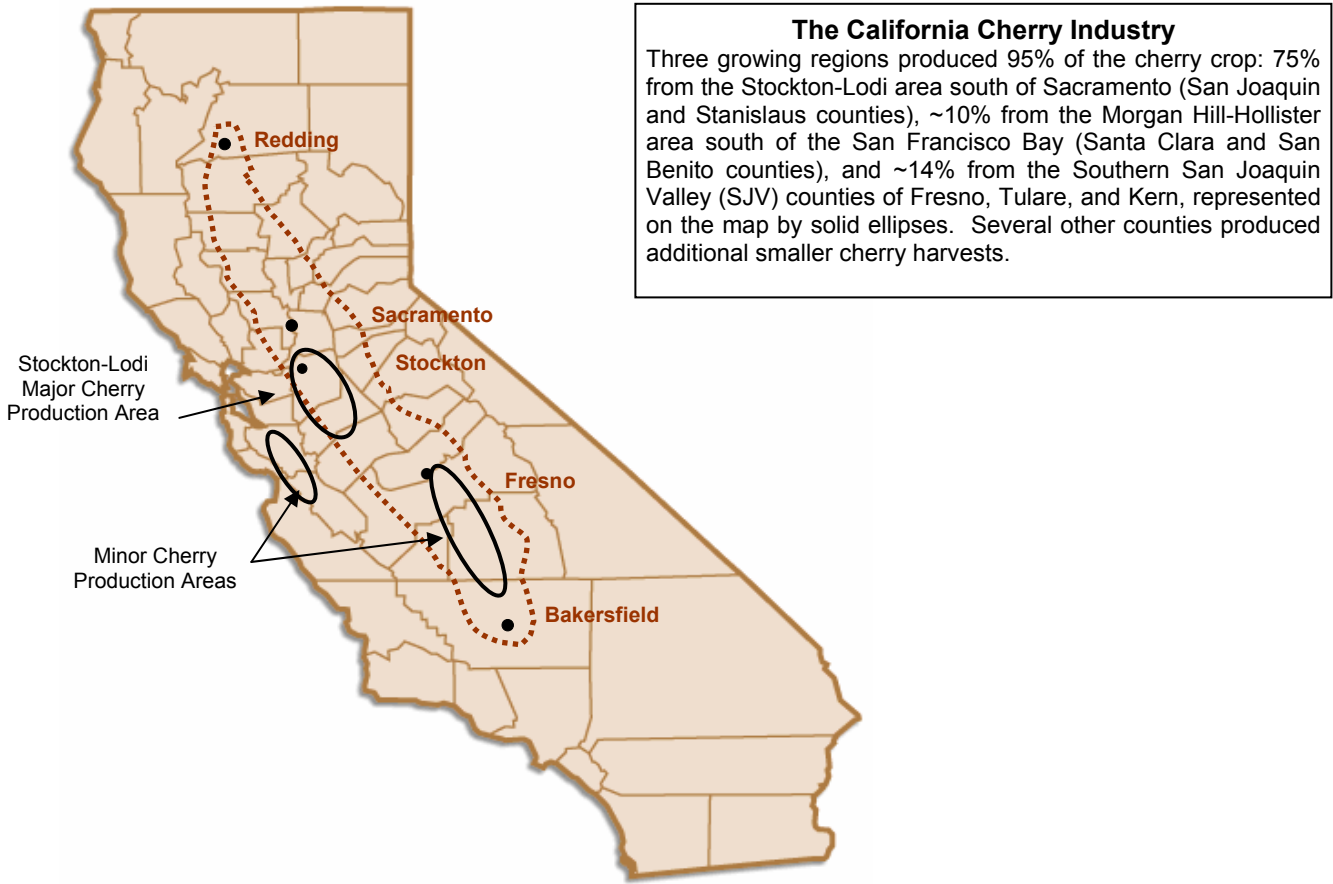 The California Cherry Industry
Three growing regions produced 95% of the cherry crop: 75%
from the Stockton-Lodi area south of Sacramento (San Joaquin
and Stanislaus counties), ~10% from the Morgan Hill-Hollister
area south of the San Francisco Bay (Santa Clara and San
Benito counties), and ~14% from the Southern San Joaquin
Valley (SJV) counties of Fresno, Tulare, and Kern, represented
on the map by solid ellipses. Several other counties produced
additional smaller cherry harvests.
Redding
Sacramento
Stockton
Stockton-Lodi
Major Cherry
Production Area
Fresno
Minor Cherry
Production Areas
Bakersfield